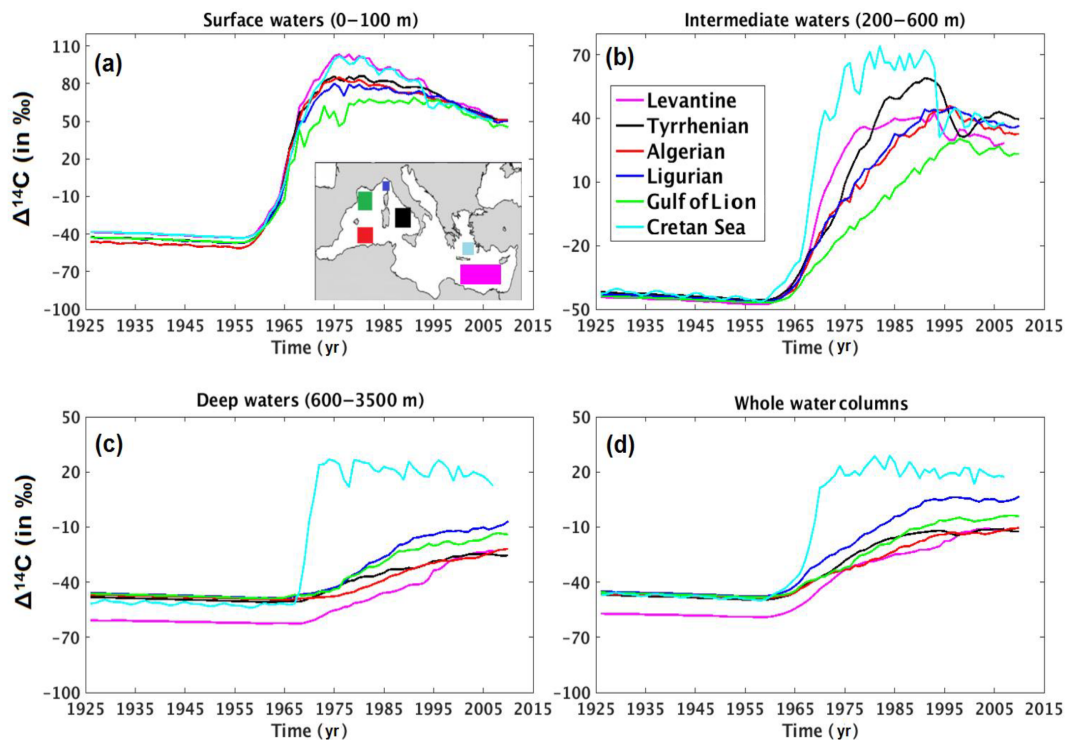 Surface waters (0−100 m)
(a)
Δ¹⁴C (in ‰)
110
80
50
20
-10
-40
-70
-100
1925 1935 1945 1955 1965 1975 1985 1995 2005 2015
Time (yr)
Intermediate waters (200−600 m)
(b)
70
40
10
-20
-50
Levantine
Tyrrhenian
Algerian
Ligurian
Gulf of Lion
Cretan Sea
1925 1935 1945 1955 1965 1975 1985 1995 2005 2015
Time (yr)
Deep waters (600−3500 m)
(c)
Δ¹⁴C (in ‰)
50
20
-10
-40
-70
-100
1925 1935 1945 1955 1965 1975 1985 1995 2005 2015
Time (yr)
Whole water columns
(d)
50
20
-10
-40
-70
-100
1925 1935 1945 1955 1965 1975 1985 1995 2005 2015
Time (yr)